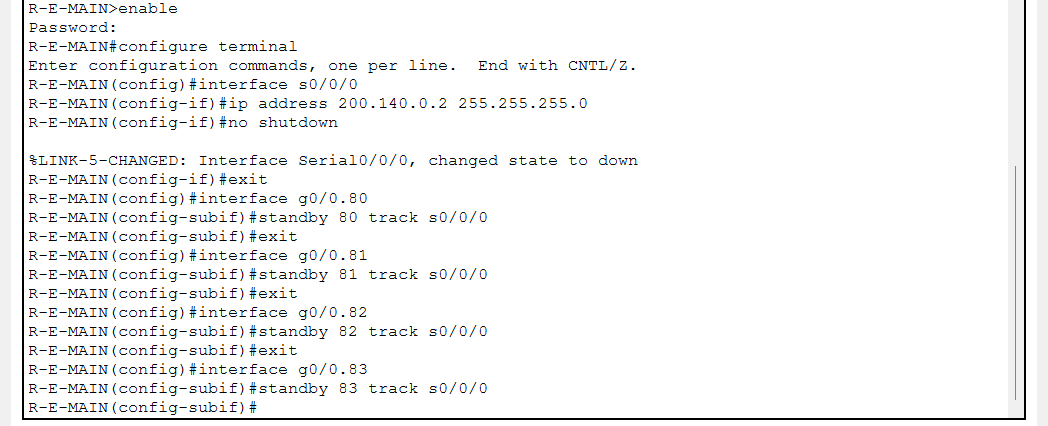 R-E-MAIN>enable
Password:
R-E-MAIN#configure terminal
Enter configuration commands, one per line.  End with CNTL/Z.
R-E-MAIN(config)#interface s0/0/0
R-E-MAIN(config-if)#ip address 200.140.0.2 255.255.255.0
R-E-MAIN(config-if)#no shutdown
%LINK-5-CHANGED: Interface Serial0/0/0, changed state to down
R-E-MAIN(config-if)#exit
R-E-MAIN(config)#interface g0/0.80
R-E-MAIN(config-subif)#standby 80 track s0/0/0
R-E-MAIN(config-subif)#exit
R-E-MAIN(config)#interface g0/0.81
R-E-MAIN(config-subif)#standby 81 track s0/0/0
R-E-MAIN(config-subif)#exit
R-E-MAIN(config)#interface g0/0.82
R-E-MAIN(config-subif)#standby 82 track s0/0/0
R-E-MAIN(config-subif)#exit
R-E-MAIN(config)#interface g0/0.83
R-E-MAIN(config-subif)#standby 83 track s0/0/0
R-E-MAIN(config-subif)#